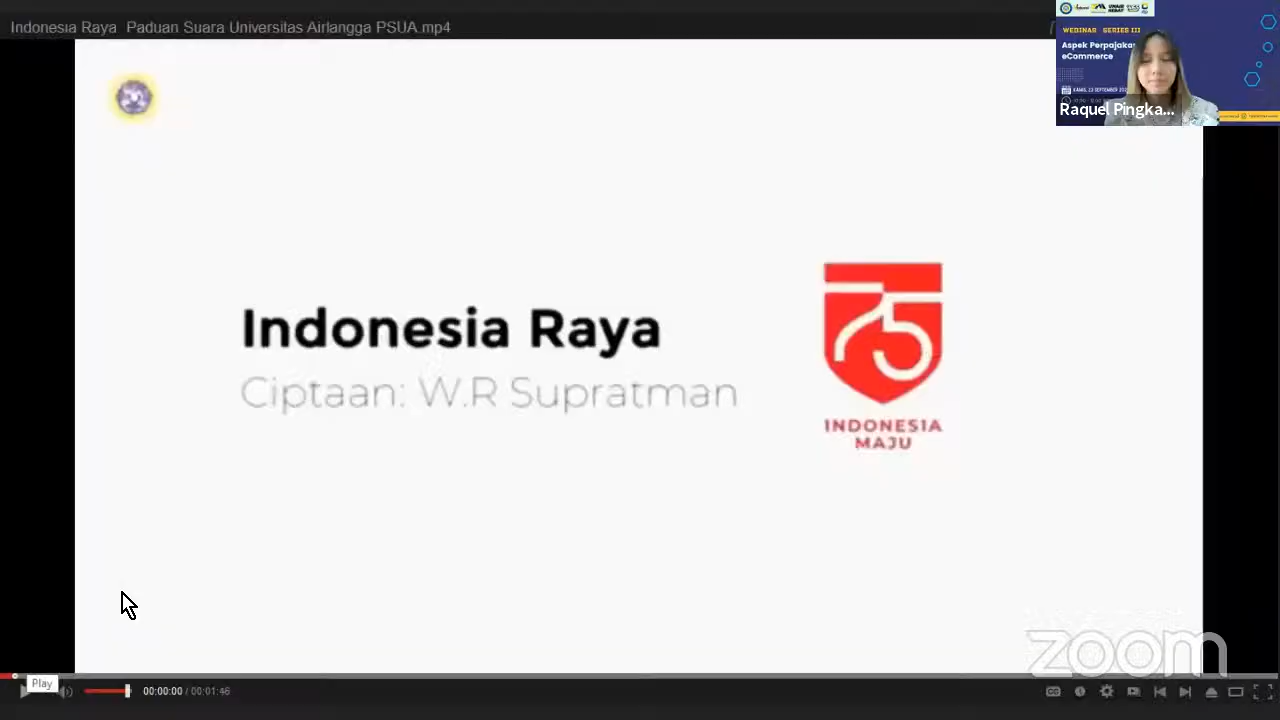 Indonesia Raya Paduan Suara Universitas Airlangga PSUA.mp4
WEBINAR SERIES III
Aspek Perpajakan
eCommerce
Raquel Pingka...
Indonesia Raya
Ciptaan: W.R Supratman
75
INDONESIA
MAJU
zoom
Play
00:00:00 / 00:01:46
CC